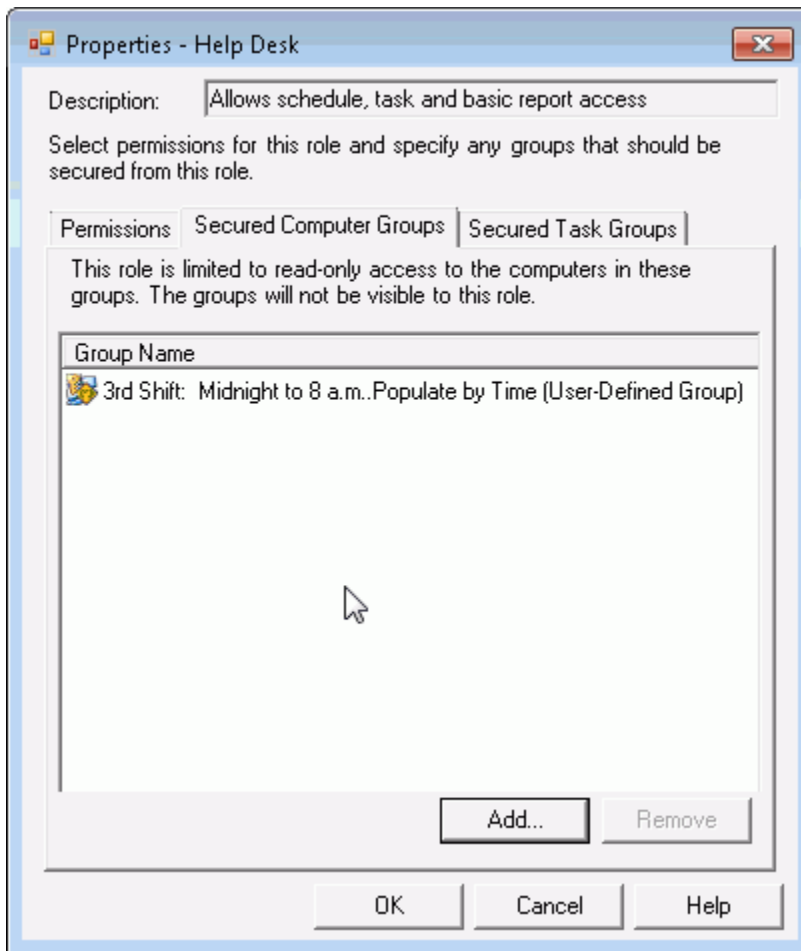 Properties - Help Desk
Description: Allows schedule, task and basic report access
Select permissions for this role and specify any groups that should be
secured from this role.
Permissions Secured Computer Groups Secured Task Groups
This role is limited to read-only access to the computers in these
groups. The groups will not be visible to this role.
Group Name
3rd Shift: Midnight to 8 a.m..Populate by Time (User-Defined Group)
Add... Remove
OK Cancel Help